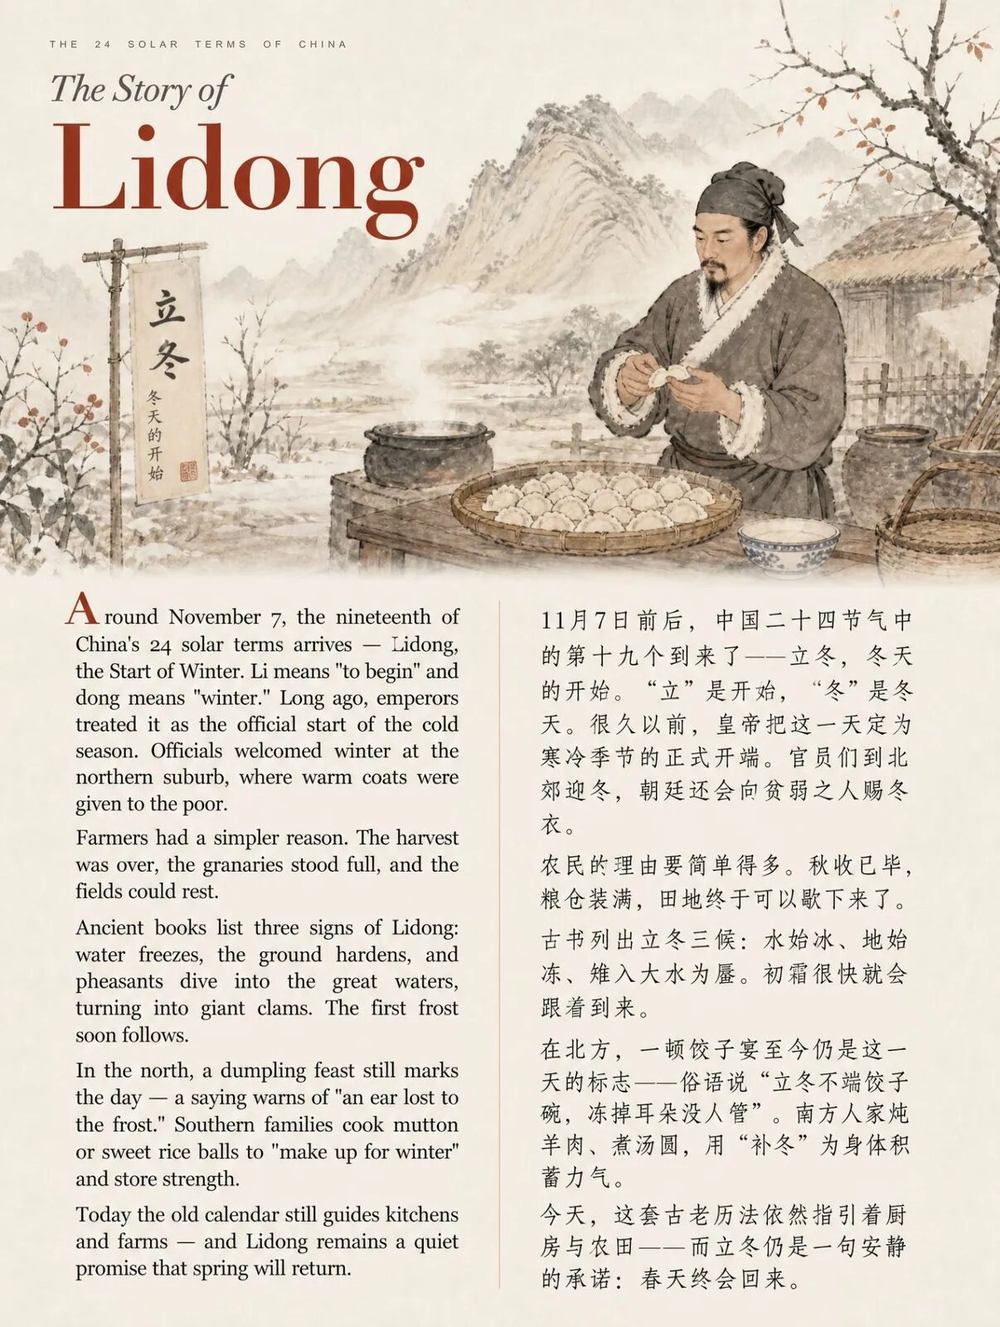 THE 24 SOLAR TERMS OF CHINA
The Story of
Lidong
立冬
冬天的开始
Around November 7, the nineteenth of
China's 24 solar terms arrives — Lidong,
the Start of Winter. Li means "to begin" and
dong means "winter." Long ago, emperors
treated it as the official start of the cold
season. Officials welcomed winter at the
northern suburb, where warm coats were
given to the poor.
Farmers had a simpler reason. The harvest
was over, the granaries stood full, and the
fields could rest.
Ancient books list three signs of Lidong:
water freezes, the ground hardens, and
pheasants dive into the great waters,
turning into giant clams. The first frost
soon follows.
In the north, a dumpling feast still marks
the day — a saying warns of "an ear lost to
the frost." Southern families cook mutton
or sweet rice balls to "make up for winter"
and store strength.
Today the old calendar still guides kitchens
and farms — and Lidong remains a quiet
promise that spring will return.
11月7日前后，中国二十四节气中
的第十九个到来了——立冬，冬天
的开始。“立”是开始，“冬”是冬
天。很久以前，皇帝把这一天定为
寒冷季节的正式开端。官员们到北
郊迎冬，朝廷还会向贫弱之人赐冬
衣。
农民的理由要简单得多。秋收已毕，
粮仓装满，田地终于可以歇下来了。
古书列出立冬三候：水始冰、地始
冻、雉入大水为蜃。初霜很快就会
跟着到来。
在北方，一顿饺子宴至今仍是这一
天的标志——俗语说“立冬不端饺子
碗，冻掉耳朵没人管”。南方人家炖
羊肉、煮汤圆，用“补冬”为身体积
蓄力气。
今天，这套古老历法依然指引着厨
房与农田——而立冬仍是一句安静
的承诺：春天终会回来。